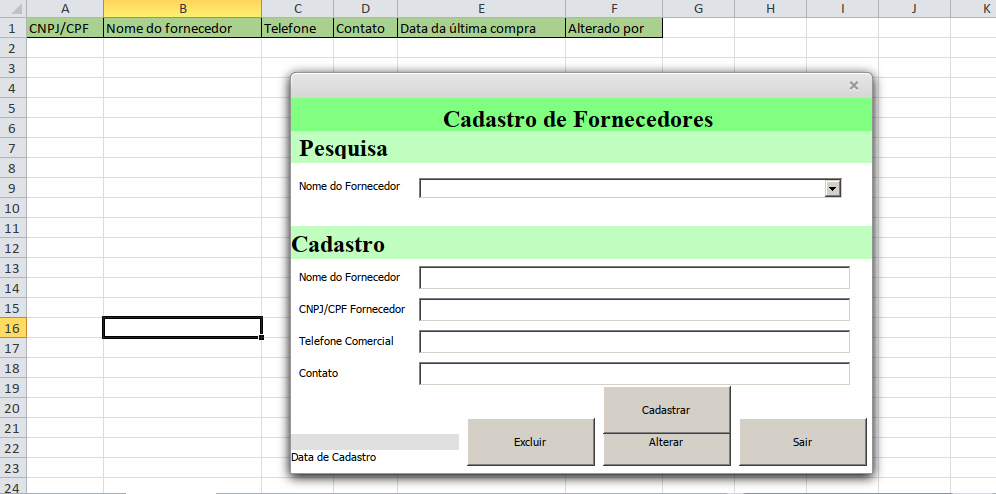 A B C D E F G H I J K
1 CNPJ/CPF Nome do fornecedor Telefone Contato Data da última compra Alterado por
2
3
4
5
6
7
8
9
10
11
12
13
14
15
16
17
18
19
20
21
22
23
24
Cadastro de Fornecedores
Pesquisa
Nome do Fornecedor
Cadastro
Nome do Fornecedor
CNPJ/CPF Fornecedor
Telefone Comercial
Contato
Cadastrar
Excluir Alterar Sair
Data de Cadastro